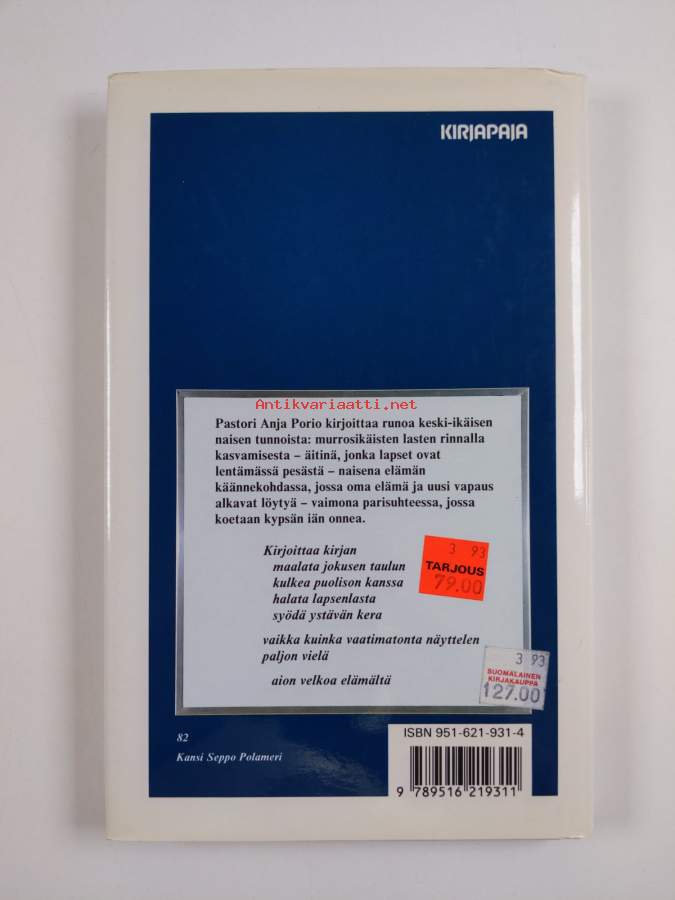 KIRJAPAJA
Antikvariaatti.net
Pastori Anja Porio kirjoittaa runoa keski-ikäisen
naisen tunnoista: murrosikäisten lasten rinnalla
kasvamisesta – äitinä, jonka lapset ovat
lentämässä pesästä – naisena elämän
käännekohdassa, jossa oma elämä ja uusi vapaus
alkavat löytyä – vaimona parisuhteessa, jossa
koetaan kypsän iän onnea.
Kirjoittaa kirjan
maalata jokusen taulun
kulkea puolison kanssa
halata lapsenlasta
syödä ystävän kera
vaikka kuinka vaatimatonta näyttelen
paljon vielä
aion velkoa elämältä
3 93
TARJOUS
79.00
3 93
SUOMALAINEN
KIRJAKAUPPA
127.00
82
Kansi Seppo Polameri
ISBN 951-621-931-4
9 789516 219311